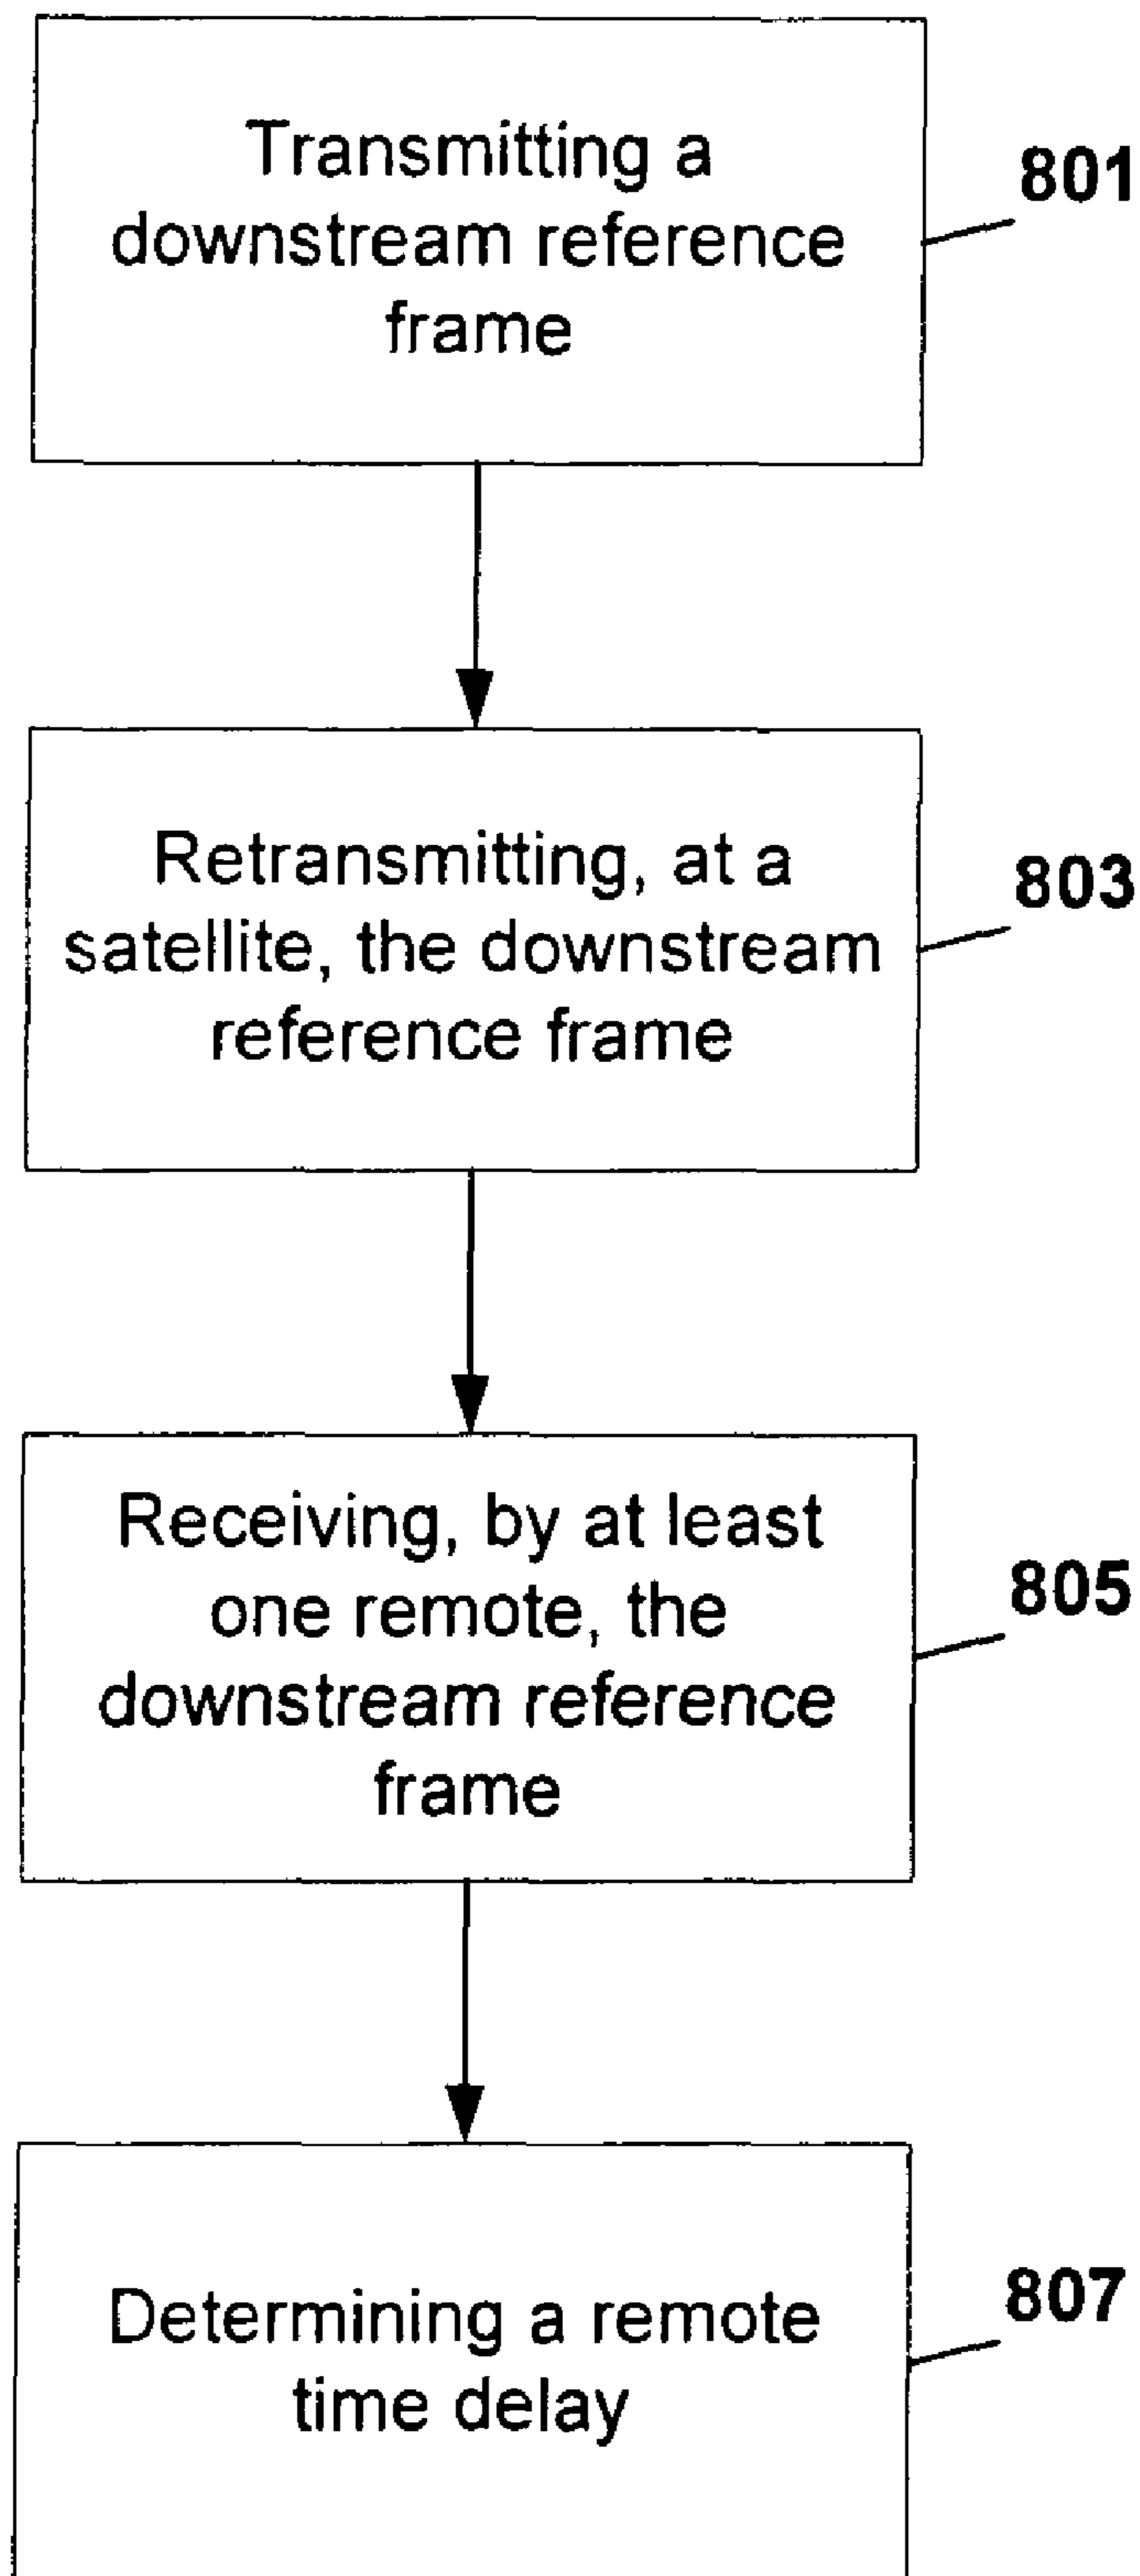 Transmitting a
downstream reference
frame
801
Retransmitting, at a
satellite, the downstream
reference frame
803
Receiving, by at least
one remote, the
downstream reference
frame
805
Determining a remote
time delay
807